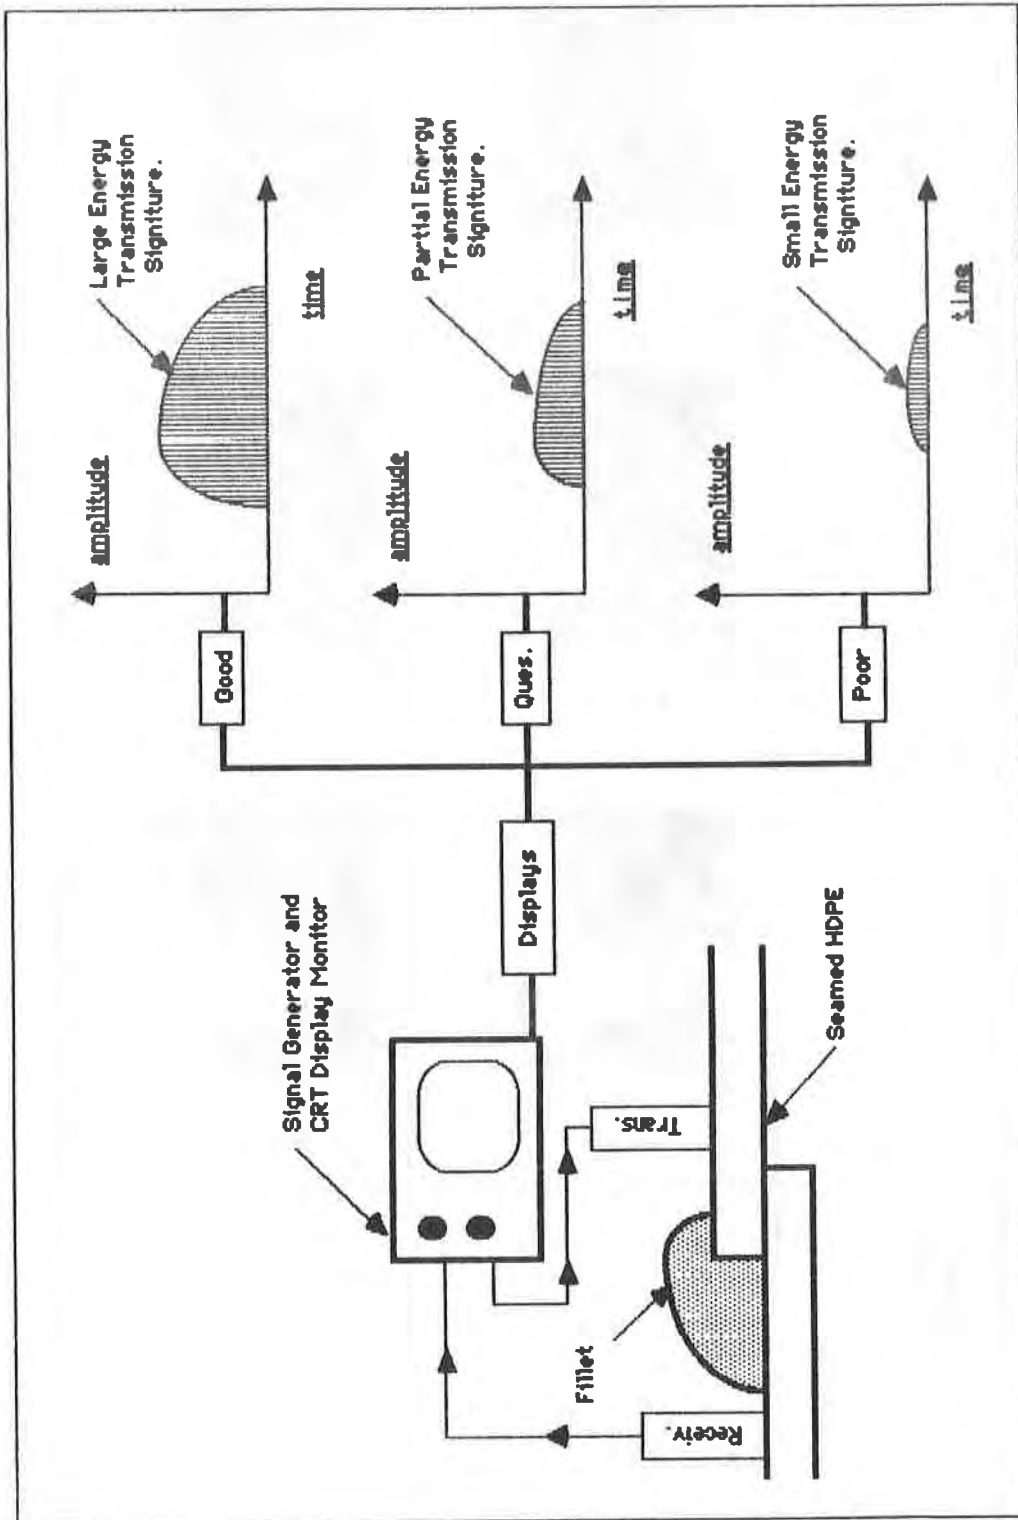 Signal Generator and
CRT Display Monitor
Fillet
Receiv.
Trans.
Seamed HDPE
Displays
Good
amplitude
Large Energy
Transmission
Signiture.
time
Ques.
amplitude
Partial Energy
Transmission
Signiture.
time
Poor
amplitude
Small Energy
Transmission
Signiture.
time